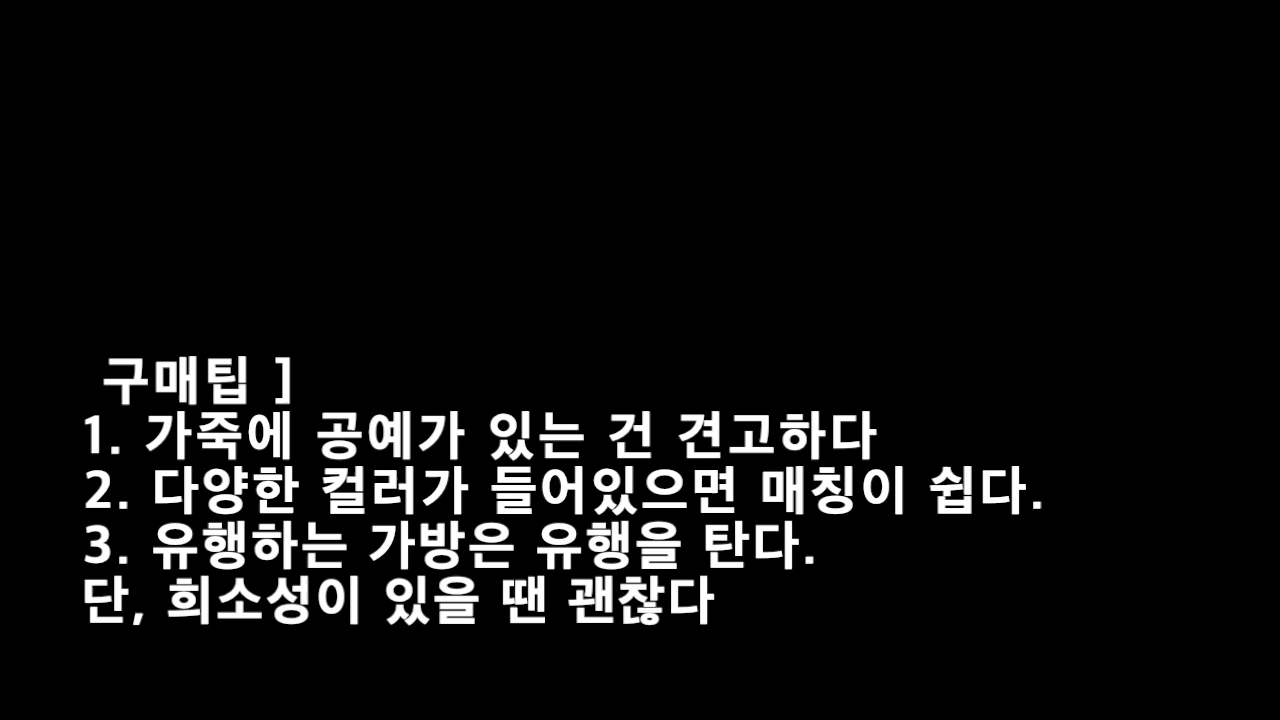 구매팁 ]
1. 가죽에 공예가 있는 건 견고하다
2. 다양한 컬러가 들어있으면 매칭이 쉽다.
3. 유행하는 가방은 유행을 탄다.
단, 희소성이 있을 땐 괜찮다